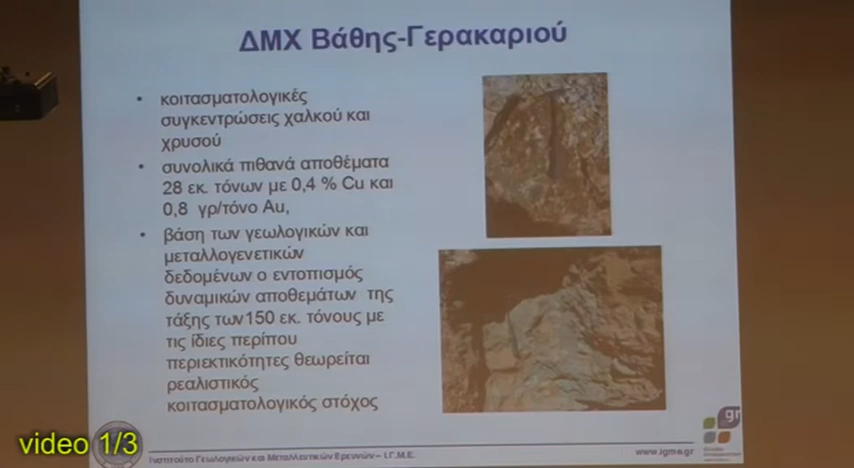 ΔΜΧ Βάθης-Γερακαριού
• κοιτασματολογικές
συγκεντρώσεις χαλκού και
χρυσού
• συνολικά πιθανά αποθέματα
28 εκ. τόνων με 0,4 % Cu και
0,8 γρ/τόνο Au,
• βάση των γεωλογικών και
μεταλλογενετικών
δεδομένων ο εντοπισμός
δυναμικών αποθεμάτων της
τάξης των150 εκ. τόνους με
τις ίδιες περίπου
περιεκτικότητες θεωρείται
ρεαλιστικός
κοιτασματολογικός στόχος
Ινστιτούτο Γεωλογικών και Μεταλλευτικών Ερευνών – Ι.Γ.Μ.Ε.
www.igme.gr
gr
video 1/3